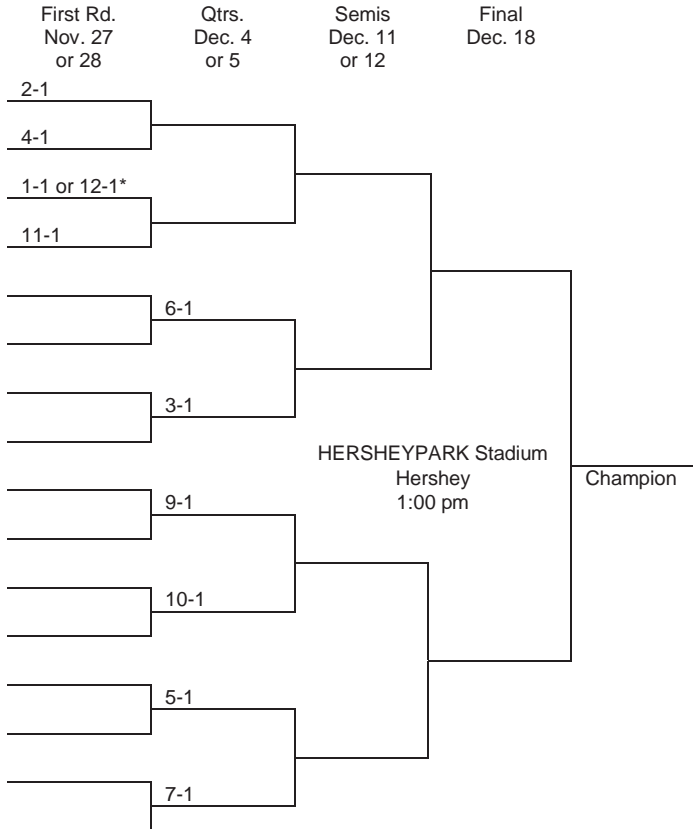 First Rd.
Nov. 27
or 28
Qtrs.
Dec. 4
or 5
Semis
Dec. 11
or 12
Final
Dec. 18
2-1
4-1
1-1 or 12-1*
11-1
6-1
3-1
9-1
10-1
5-1
7-1
HERSHEYPARK Stadium
Hershey
1:00 pm
Champion